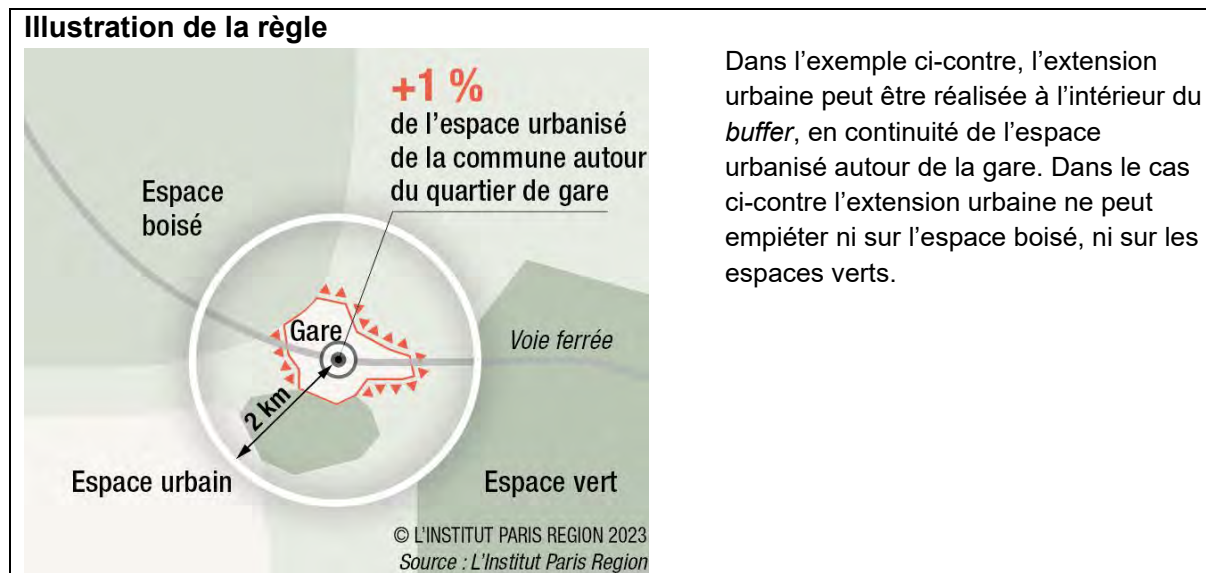 Illustration de la règle
+1 %
de l'espace urbanisé
de la commune autour
du quartier de gare
Espace
boisé
Gare
Voie ferrée
2 km
Espace urbain
Espace vert
© L'INSTITUT PARIS REGION 2023
Source : L'Institut Paris Region
Dans l'exemple ci-contre, l'extension
urbaine peut être réalisée à l'intérieur du
buffer, en continuité de l'espace
urbanisé autour de la gare. Dans le cas
ci-contre l'extension urbaine ne peut
empiéter ni sur l'espace boisé, ni sur les
espaces verts.